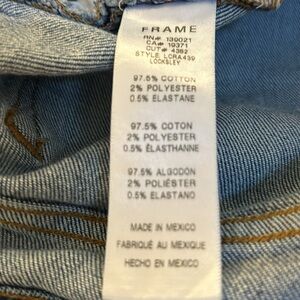 FRAME
RN# 139021
CA# 19371
CUT# 4382
STYLE LCRA439
LOCKSLEY
97.5% COTTON
2% POLYESTER
0.5% ELASTANE
97.5% COTON
2% POLYESTER
0.5% ÉLASTHANNE
97.5% ALGODÓN
2% POLIÉSTER
0.5% ELASTANO
MADE IN MEXICO
FABRIQUÉ AU MEXIQUE
HECHO EN MEXICO